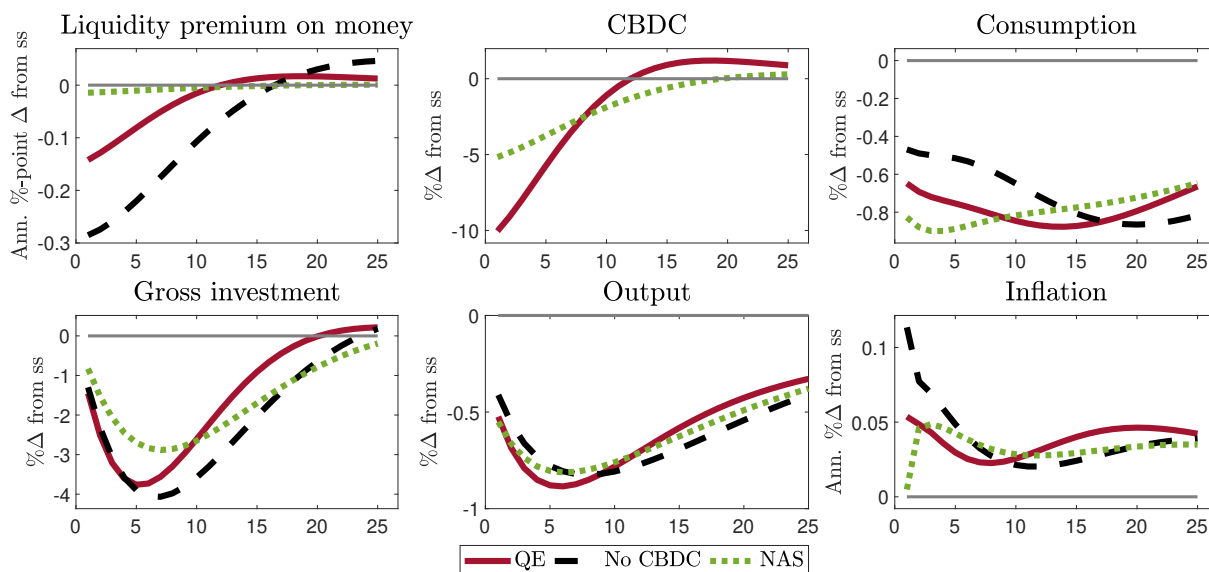 Liquidity premium on money
CBDC
Consumption
Ann. %-point Δ from ss
0
-0.1
-0.2
-0.3
0 5 10 15 20 25
%Δ from ss
0
-5
-10
0 5 10 15 20 25
%Δ from ss
0
-0.2
-0.4
-0.6
-0.8
0 5 10 15 20 25
Gross investment
Output
Inflation
%Δ from ss
0
-1
-2
-3
-4
0 5 10 15 20 25
%Δ from ss
0
-0.5
-1
0 5 10 15 20 25
Ann. %Δ from ss
0.1
0.05
0
0 5 10 15 20 25
QE No CBDC NAS